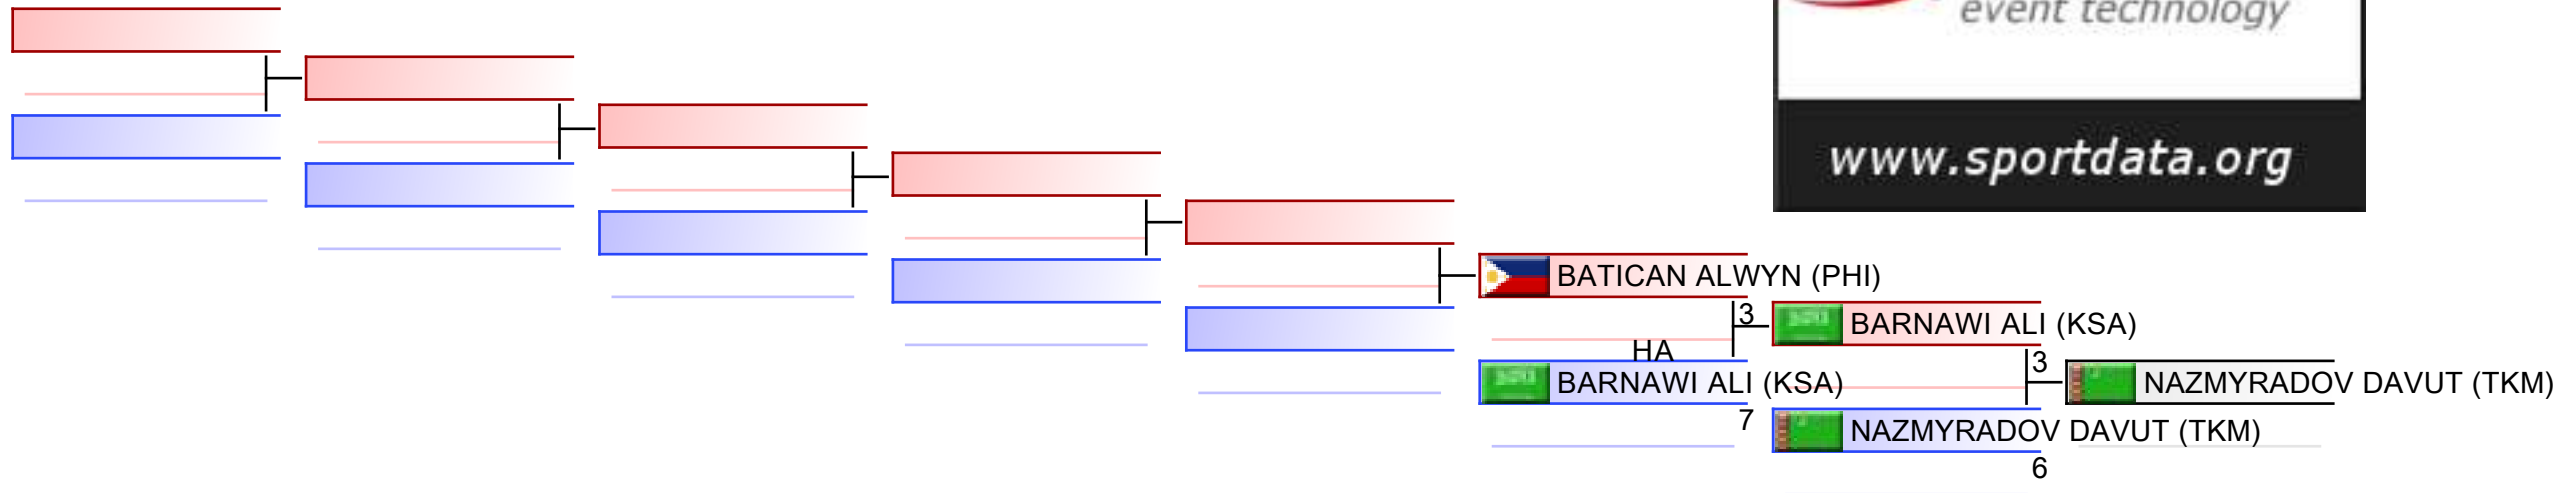 event technology
www.sportdata.org
BATICAN ALWYN (PHI)
3
BARNAWI ALI (KSA)
HA
BARNAWI ALI (KSA)
7
3
NAZMYRADOV DAVUT (TKM)
NAZMYRADOV DAVUT (TKM)
6